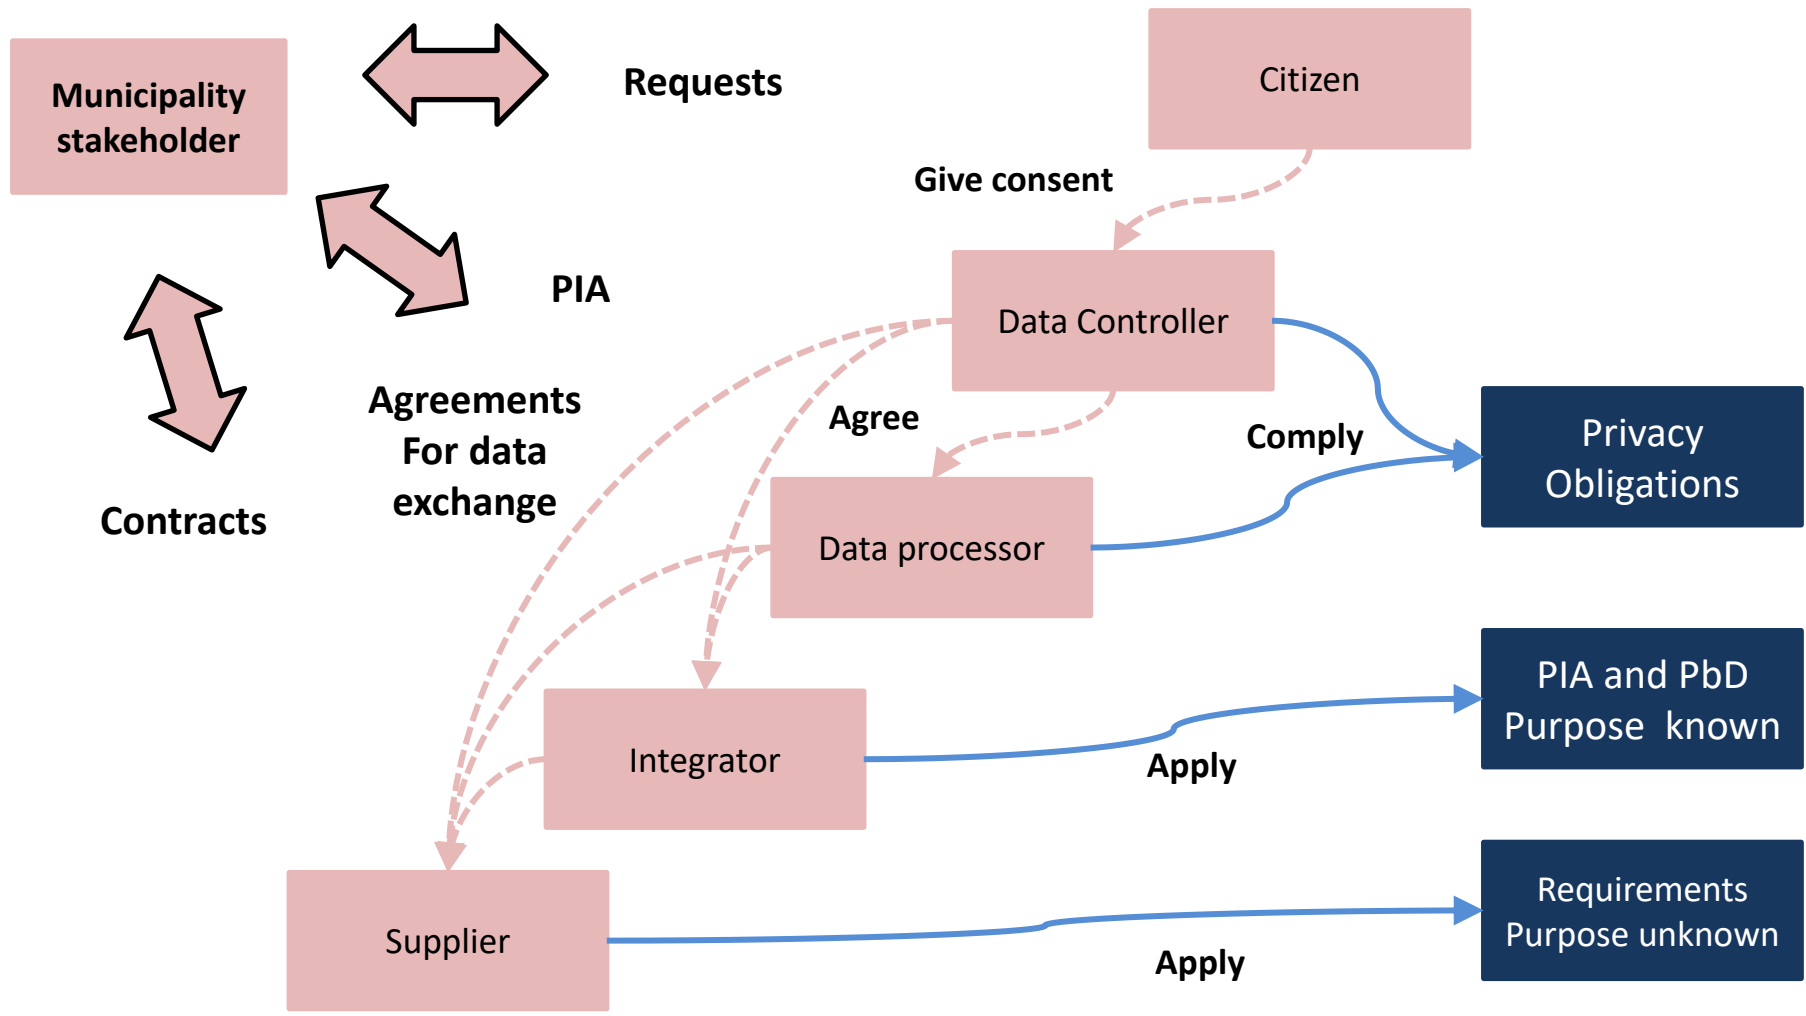 Municipality
stakeholder
Requests
Citizen
Give consent
PIA
Data Controller
Agreements
For data
exchange
Agree
Comply
Privacy
Obligations
Contracts
Data processor
PIA and PbD
Purpose known
Integrator
Apply
Requirements
Purpose unknown
Supplier
Apply